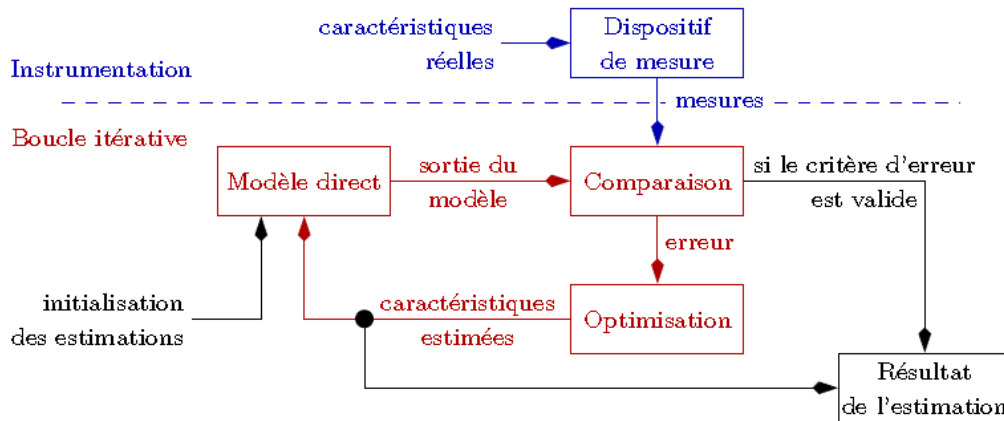 caractéristiques
réelles
Dispositif
de mesure
Instrumentation
mesures
Boucle itérative
Modèle direct
sortie du
modèle
Comparaison
si le critère d'erreur
est valide
erreur
initialisation
des estimations
caractéristiques
estimées
Optimisation
Résultat
de l'estimation